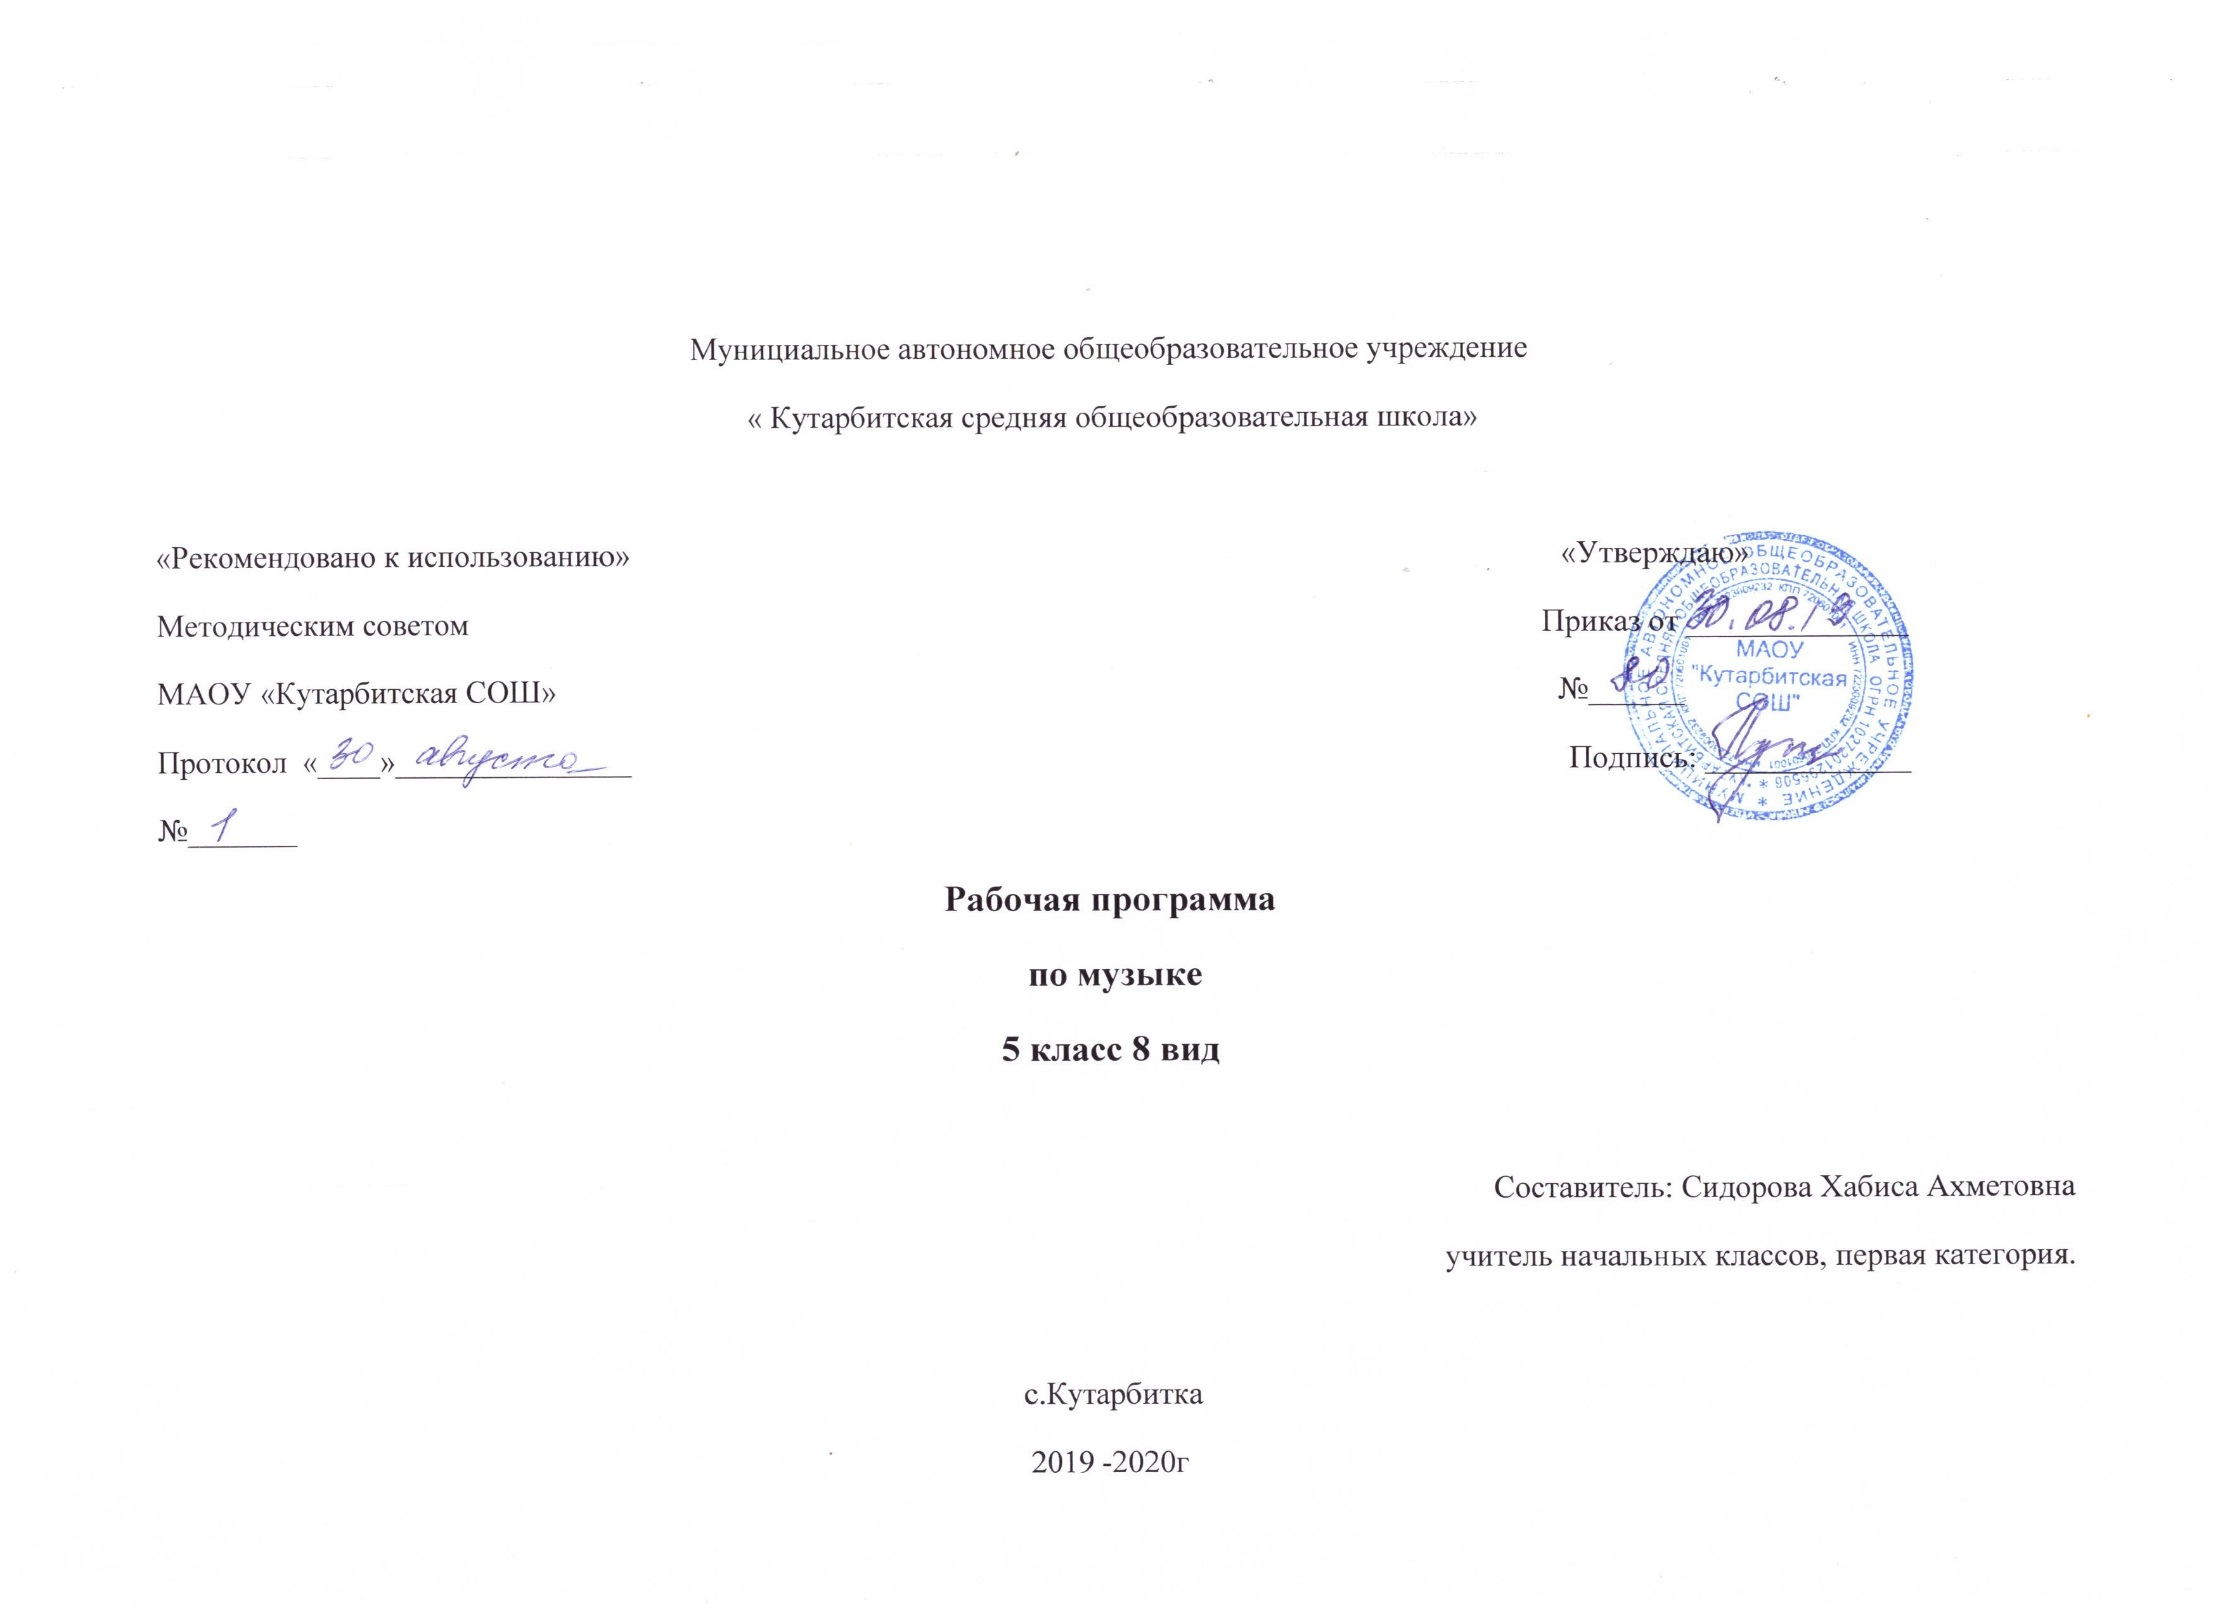 Мунициальное автономное общеобразовательное учреждение
« Кутарбитская средняя общеобразовательная школа»
«Рекомендовано к использованию»
Методическим советом
МАОУ «Кутарбитская СОШ»
Протокол «30» августа
№ 1
«Утверждаю»
Приказ от 30.08.19
№ 80
Подпись:
МАОУ
"Кутарбитская
СОШ"
Рабочая программа
по музыке
5 класс 8 вид
Составитель: Сидорова Хабиса Ахметовна
учитель начальных классов, первая категория.
с.Кутарбитка
2019 -2020г